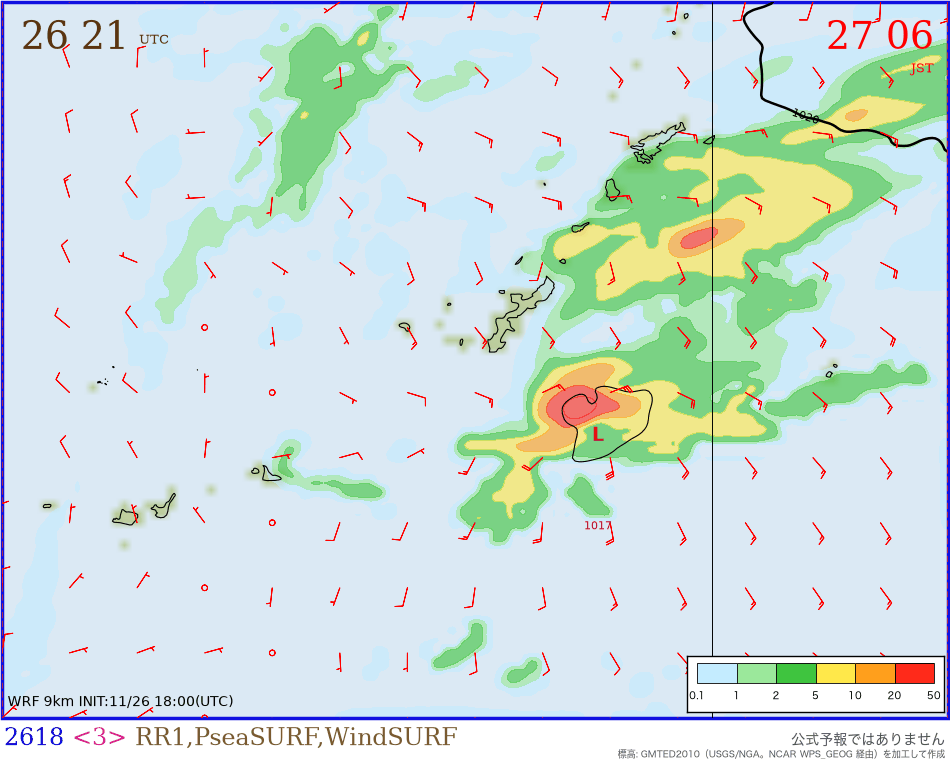 26 21 UTC
27 06
JST
1020
L
1017
WRF 9km INIT:11/26 18:00(UTC)
0.1 1 2 5 10 20 50
2618 <3> RR1,PseaSURF,WindSURF
公式予報ではありません
標高: GMTED2010（USGS/NGA。NCAR WPS_GEOG 経由）を加工して作成